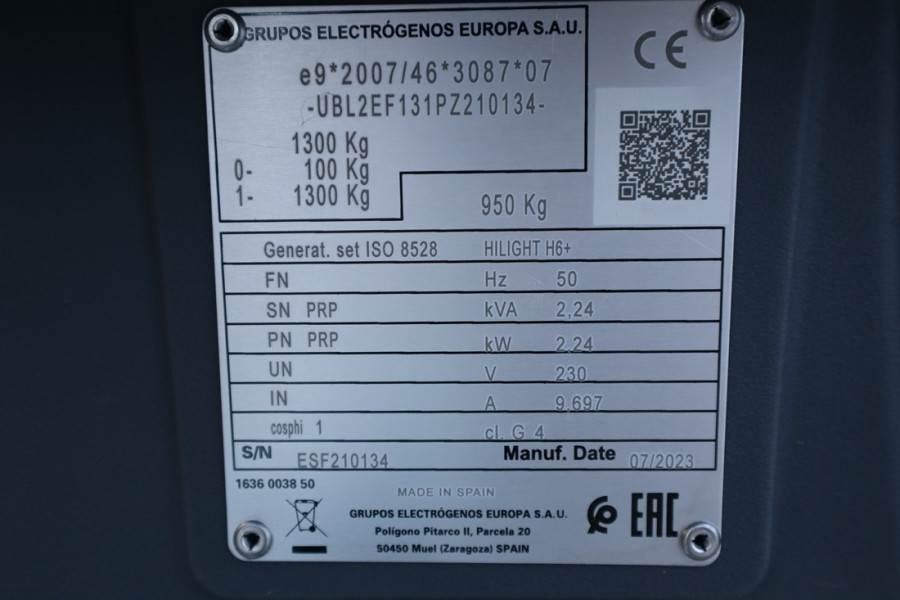 GRUPOS ELECTRÓGENOS EUROPA S.A.U.
CE
e9*2007/46*3087*07
-UBL2EF131PZ210134-
1300 Kg
0- 100 Kg
1- 1300 Kg
950 Kg
Generat. set ISO 8528 HILIGHT H6+
FN Hz 50
SN PRP kVA 2,24
PN PRP kW 2,24
UN V 230
IN A 9,697
cosphi 1 cl. G 4
S/N ESF210134 Manuf. Date 07/2023
1636 0038 50
MADE IN SPAIN
GRUPOS ELECTRÓGENOS EUROPA S.A.U.
Polígono Pitarco II, Parcela 20
50450 Muel (Zaragoza) SPAIN
EAC